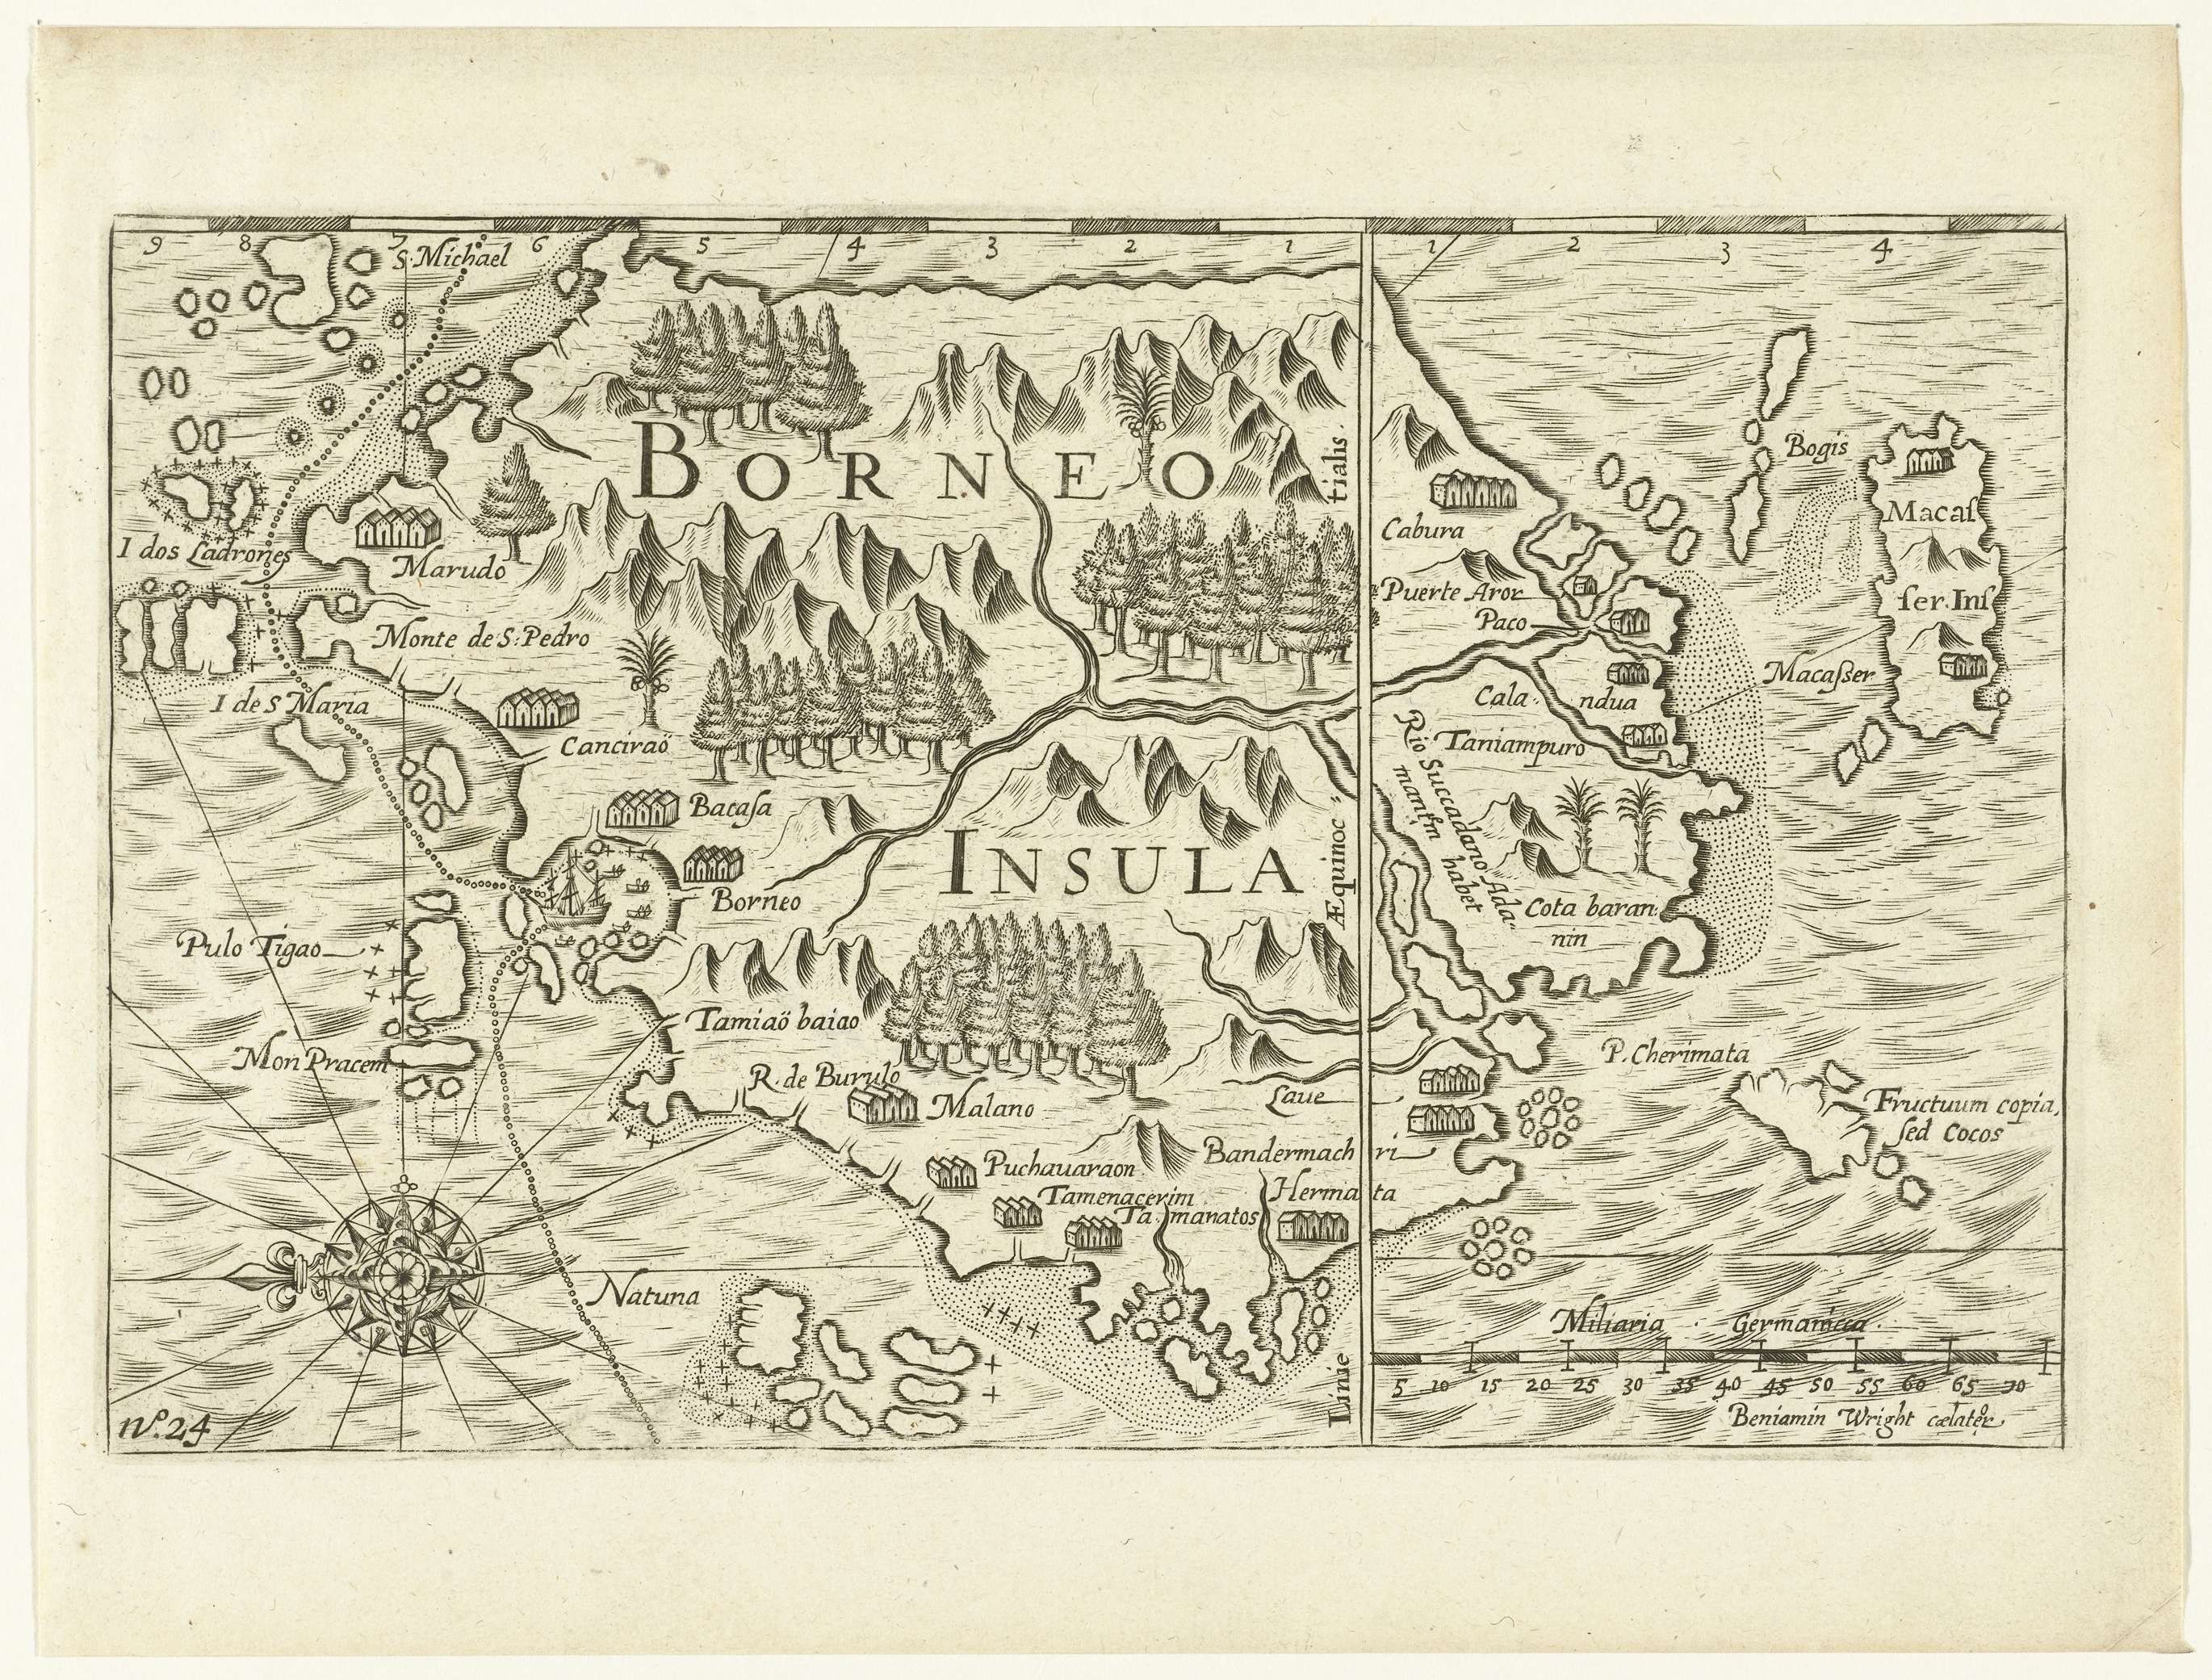 9 8 7 6 5 4 3 2 1 1 2 3 4
S. Michael
BORNEO
Æquinoc=
tialis.
Linie
Bogis
Macaſ
ſer. Inſ
Macaſser
Cabura
I dos Ladrones
Marudo
Puerte Aror
Paco
Monte de S: Pedro
I de S Maria
Canciraö
Cala=
ndua
Taniampuro
Rio Succadano Ada=
habet
Bacaſa
INSULA
Borneo
Cota baran=
nin
Pulo Tigao
Tamiaö baiao
Mon Pracem
R. de Burulo
Malano
Laue
P. Cherimata
Fructuum copia,
ſed Cocos
Puchauaraon
Bandermach ri
Tamenacerim
Ta manatos
Herma ta
Natuna
Miliaria Germanicca.
5 10 15 20 25 30 35 40 45 50 55 60 65 70
Beniamin Wright cælator
No. 24